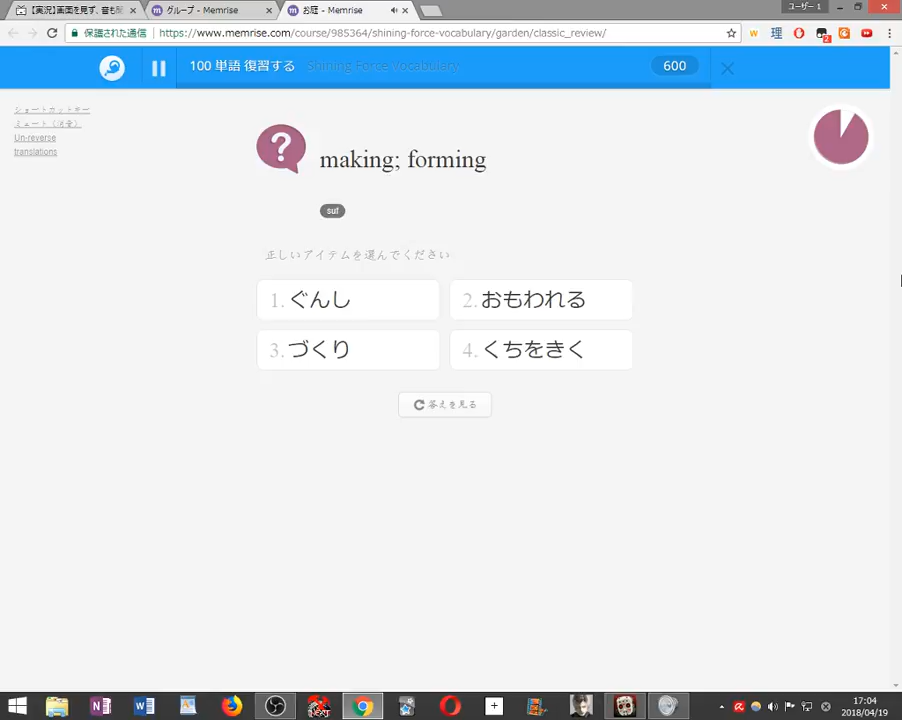 【実況】画面を見ず、音も
グループ - Memrise
お庭 - Memrise
ユーザー 1
保護された通信
https://www.memrise.com/course/985364/shining-force-vocabulary/garden/classic_review/
100 単語 復習する Shining Force Vocabulary
600
ショートカットキー
ミュート（消音）
Un-reverse
translations
making; forming
suf
正しいアイテムを選んでください
1. ぐんし
2. おもわれる
3. づくり
4. くちをきく
答えを見る
17:04
2018/04/19